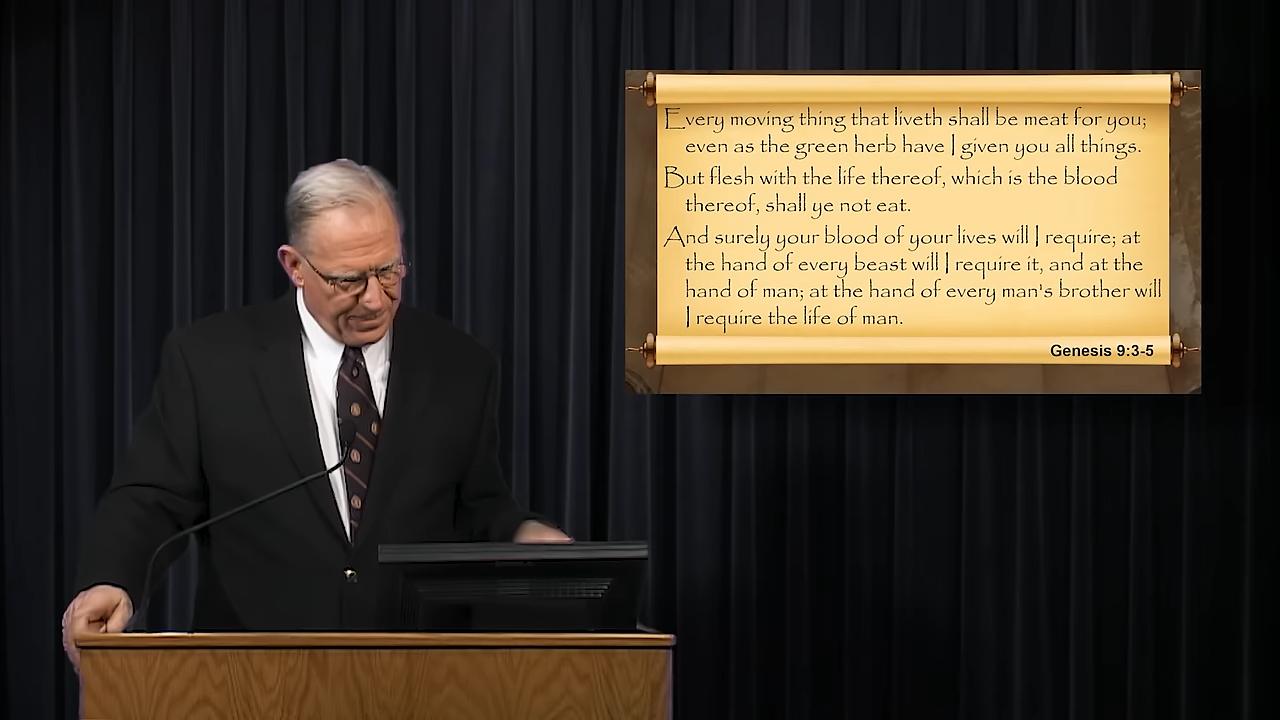 Every moving thing that liveth shall be meat for you;
even as the green herb have I given you all things.
But flesh with the life thereof, which is the blood
thereof, shall ye not eat.
And surely your blood of your lives will I require; at
the hand of every beast will I require it, and at the
hand of man; at the hand of every man's brother will
I require the life of man.
Genesis 9:3-5